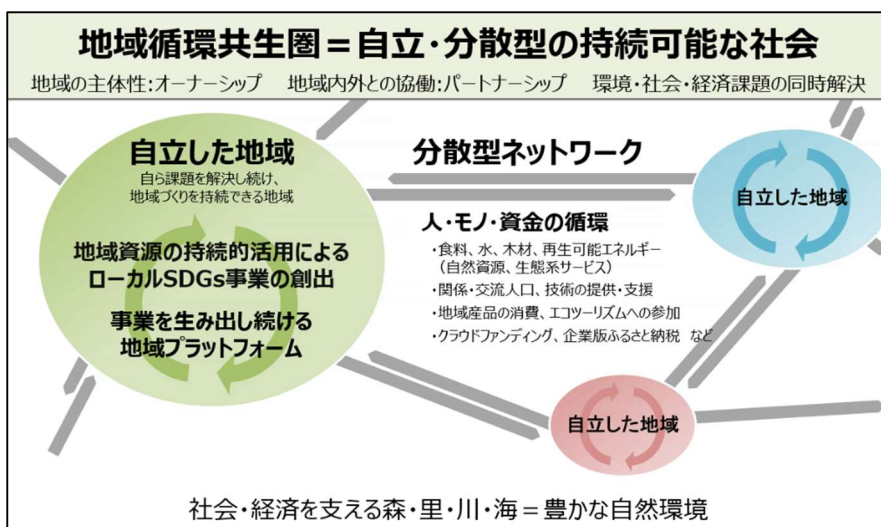 地域循環共生圏＝自立・分散型の持続可能な社会
地域の主体性:オーナーシップ　地域内外との協働:パートナーシップ　環境・社会・経済課題の同時解決
自立した地域
自ら課題を解決し続け、
地域づくりを持続できる地域
地域資源の持続的活用による
ローカルSDGs事業の創出
事業を生み出し続ける
地域プラットフォーム
分散型ネットワーク
人・モノ・資金の循環
・食料、水、木材、再生可能エネルギー
（自然資源、生態系サービス）
・関係・交流人口、技術の提供・支援
・地域産品の消費、エコツーリズムへの参加
・クラウドファンディング、企業版ふるさと納税 など
自立した地域
自立した地域
社会・経済を支える森・里・川・海＝豊かな自然環境